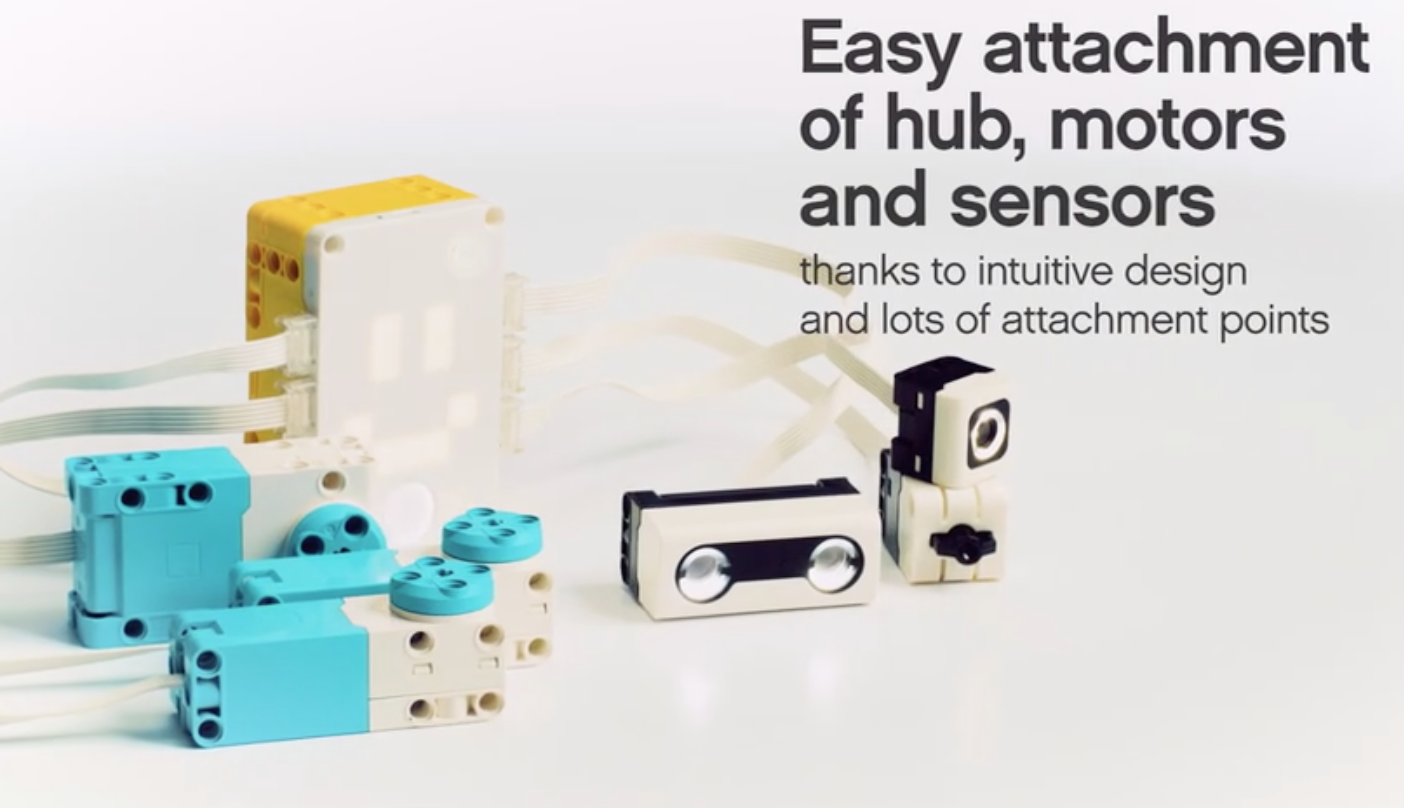 Easy attachment
of hub, motors
and sensors
thanks to intuitive design
and lots of attachment points